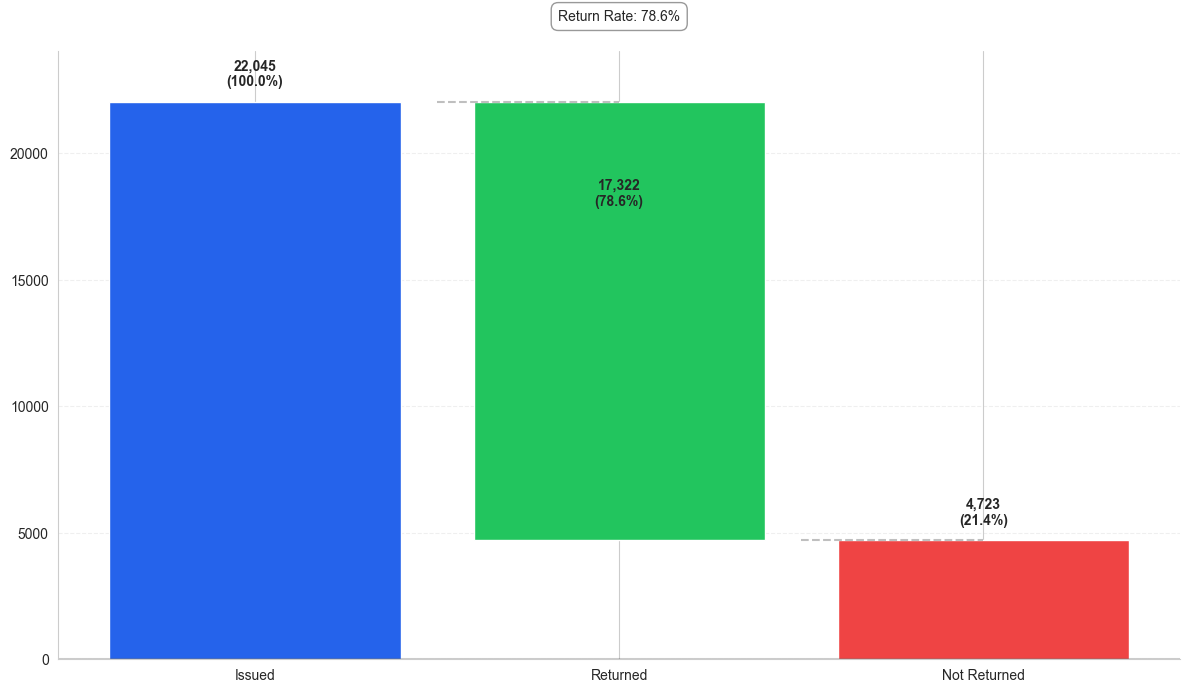 Return Rate: 78.6%
22,045
(100.0%)
20000
17,322
(78.6%)
15000
10000
4,723
(21.4%)
5000
0
Issued
Returned
Not Returned